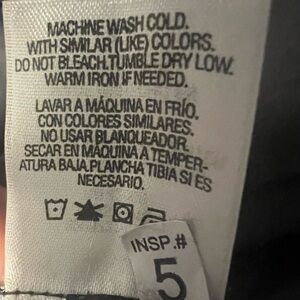 MACHINE WASH COLD.
WITH SIMILAR (LIKE) COLORS.
DO NOT BLEACH.TUMBLE DRY LOW.
WARM IRON IF NEEDED.
LAVAR A MÁQUINA EN FRÍO.
CON COLORES SIMILARES.
NO USAR BLANQUEADOR.
SECAR EN MÁQUINA A TEMPER-
ATURA BAJA.PLANCHA TIBIA SI ES
NECESARIO.
INSP.#
5